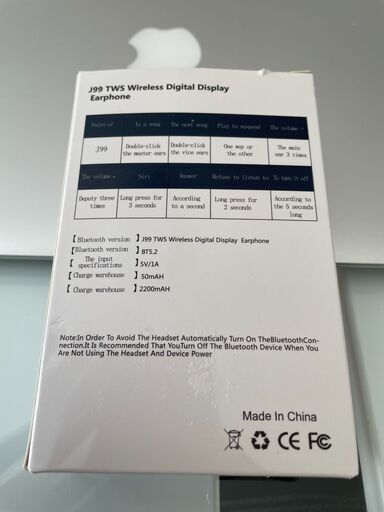 J99 TWS Wireless Digital Display
Earphone
Pairs of In a song The next song Play to suspend The volume +
J99 Double-click the master ears Double-click the vice ears One way or the other The main ear 3 times
The volume - Siri Answer Refuse to listen to To turn it off
Deputy three times Long press for 3 seconds According to a second Long press for 2 seconds According to the 5 seconds long
【Bluetooth version 】J99 TWS Wireless Digital Display Earphone
【Bluetooth version 】BT5.2
【The input specifications 】5V/1A
【Charge warehouse 】50mAH
【Charge warehouse 】2200mAH
Note:In Order To Avoid The Headset Automatically Turn On TheBluetoothCon-
nection.It Is Recommended That YouTurn Off The Bluetooth Device When You
Are Not Using The Headset And Device Power
Made In China
CE FC